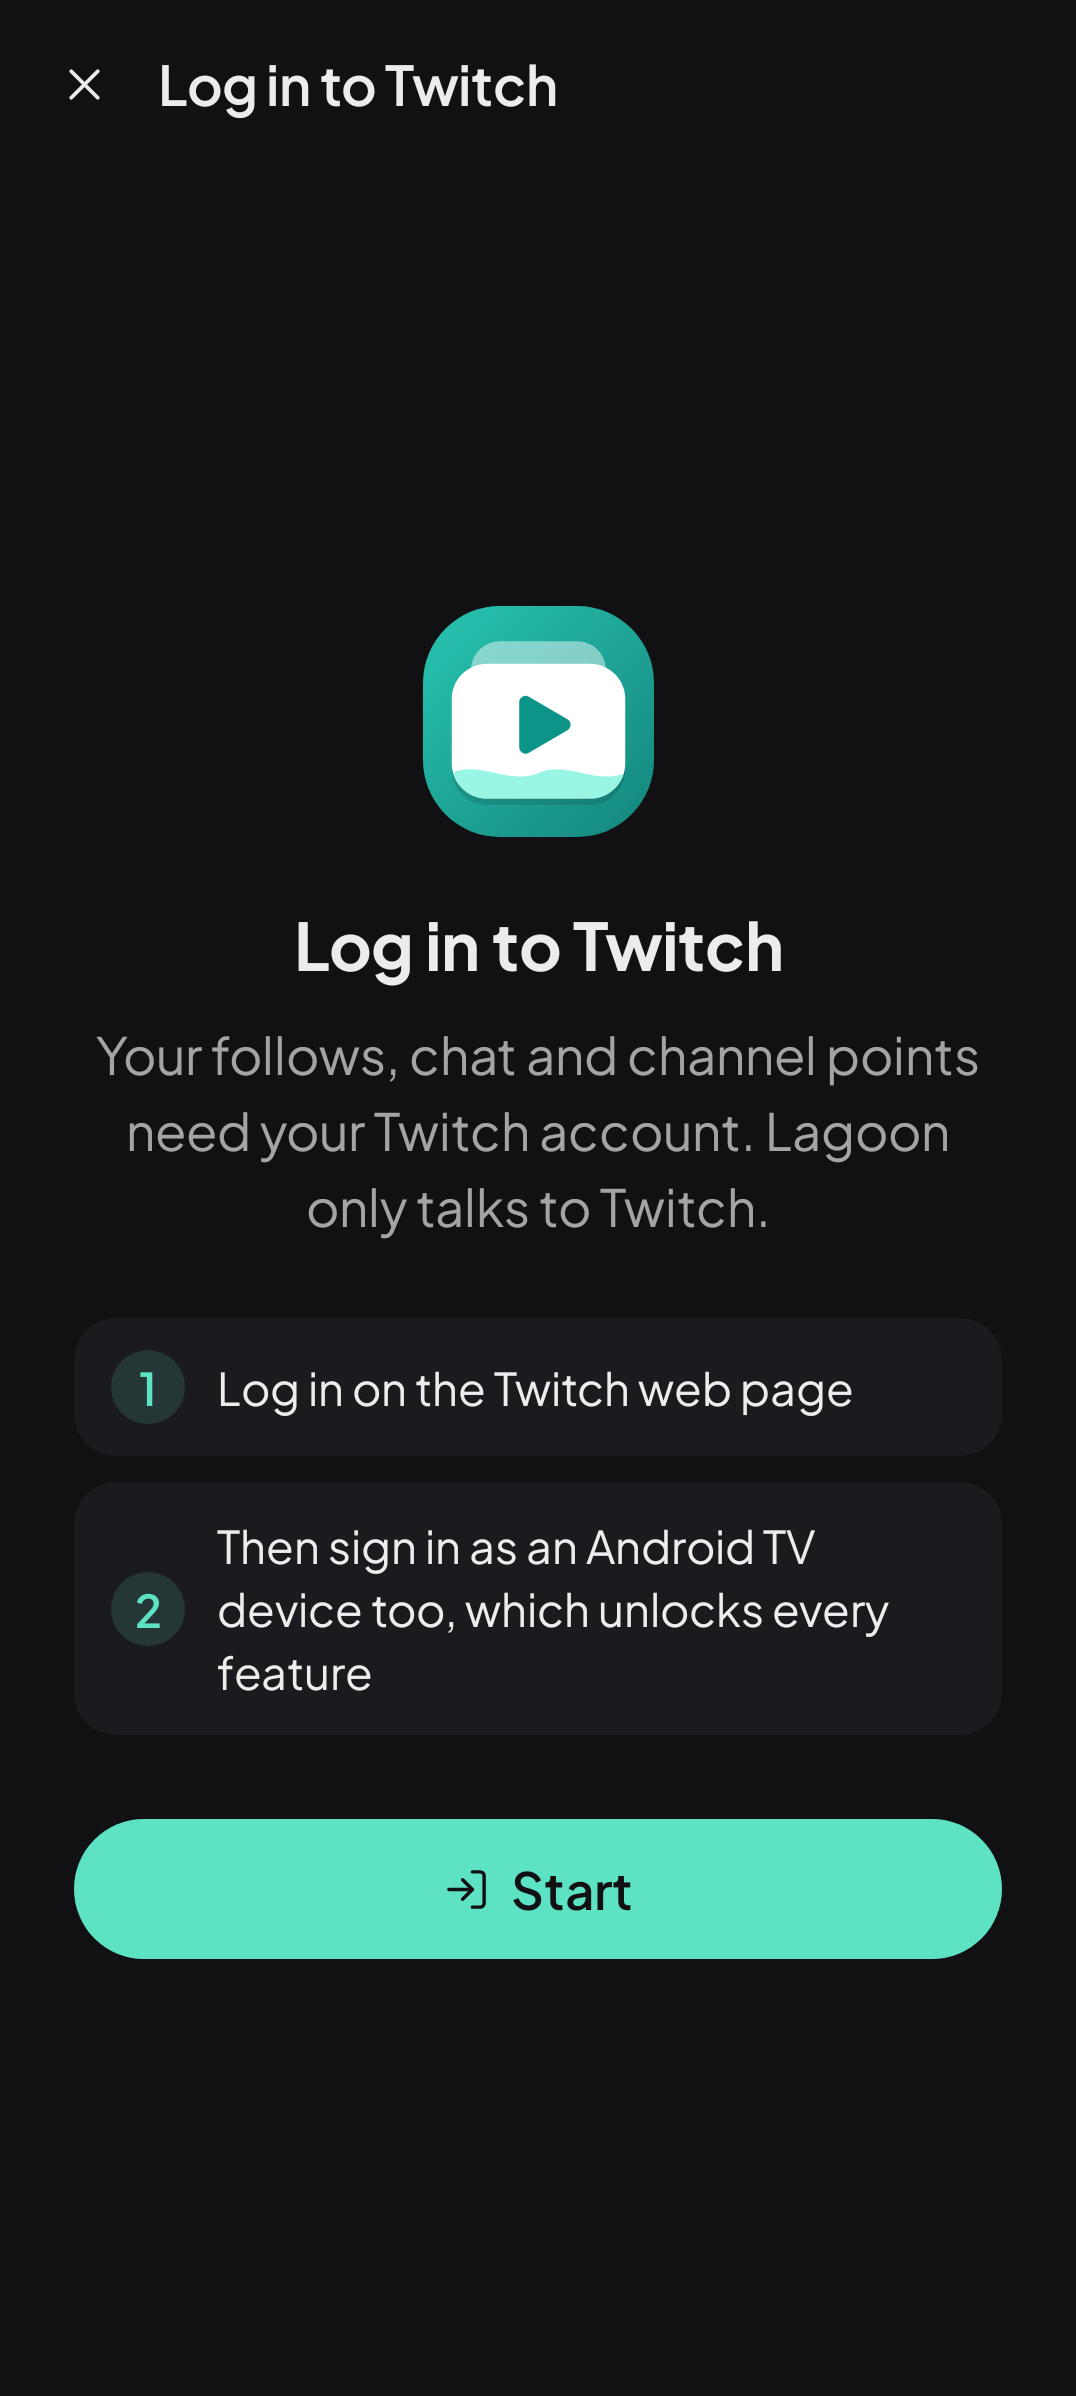 Log in to Twitch
Log in to Twitch
Your follows, chat and channel points
need your Twitch account. Lagoon
only talks to Twitch.
1 Log in on the Twitch web page
Then sign in as an Android TV
2 device too, which unlocks every
feature
Start